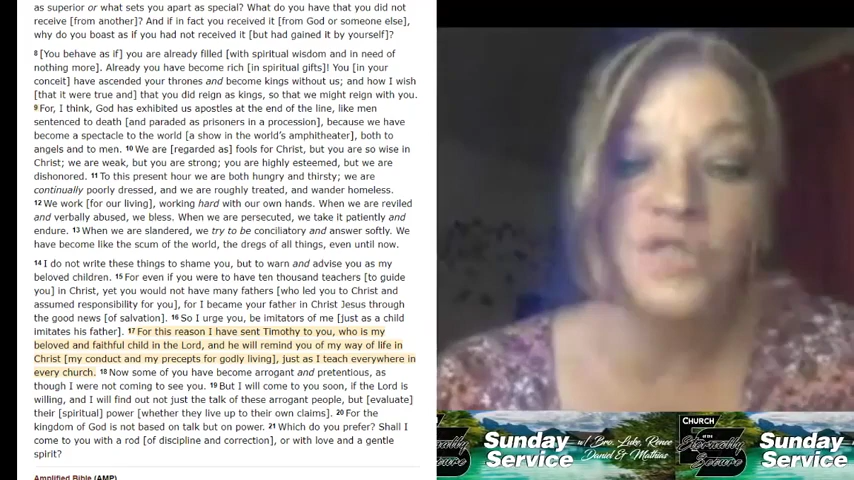 as superior or what sets you apart as special? What do you have that you did not
receive [from another]? And if in fact you received it [from God or someone else],
why do you boast as if you had not received it [but had gained it by yourself]?
8 [You behave as if] you are already filled [with spiritual wisdom and in need of
nothing more]. Already you have become rich [in spiritual gifts]! You [in your
conceit] have ascended your thrones and become kings without us; and how I wish
[that it were true and] that you did reign as kings, so that we might reign with you.
9 For, I think, God has exhibited us apostles at the end of the line, like men
sentenced to death [and paraded as prisoners in a procession], because we have
become a spectacle to the world [a show in the world's amphitheater], both to
angels and to men. 10 We are [regarded as] fools for Christ, but you are so wise in
Christ; we are weak, but you are strong; you are highly esteemed, but we are
dishonored. 11 To this present hour we are both hungry and thirsty; we are
continually poorly dressed, and we are roughly treated, and wander homeless.
12 We work [for our living], working hard with our own hands. When we are reviled
and verbally abused, we bless. When we are persecuted, we take it patiently and
endure. 13 When we are slandered, we try to be conciliatory and answer softly. We
have become like the scum of the world, the dregs of all things, even until now.
14 I do not write these things to shame you, but to warn and advise you as my
beloved children. 15 For even if you were to have ten thousand teachers [to guide
you] in Christ, yet you would not have many fathers [who led you to Christ and
assumed responsibility for you], for I became your father in Christ Jesus through
the good news [of salvation]. 16 So I urge you, be imitators of me [just as a child
imitates his father]. 17 For this reason I have sent Timothy to you, who is my
beloved and faithful child in the Lord, and he will remind you of my way of life in
Christ [my conduct and my precepts for godly living], just as I teach everywhere in
every church. 18 Now some of you have become arrogant and pretentious, as
though I were not coming to see you. 19 But I will come to you soon, if the Lord is
willing, and I will find out not just the talk of these arrogant people, but [evaluate]
their [spiritual] power [whether they live up to their own claims]. 20 For the
kingdom of God is not based on talk but on power. 21 Which do you prefer? Shall I
come to you with a rod [of discipline and correction], or with love and a gentle
spirit?
Amplified Bible (AMP)
Sunday
Service
w/ Bro. Luke, Renee
Daniel & Mathias
CHURCH
of the
Eternally
Secure
Sunday
Service